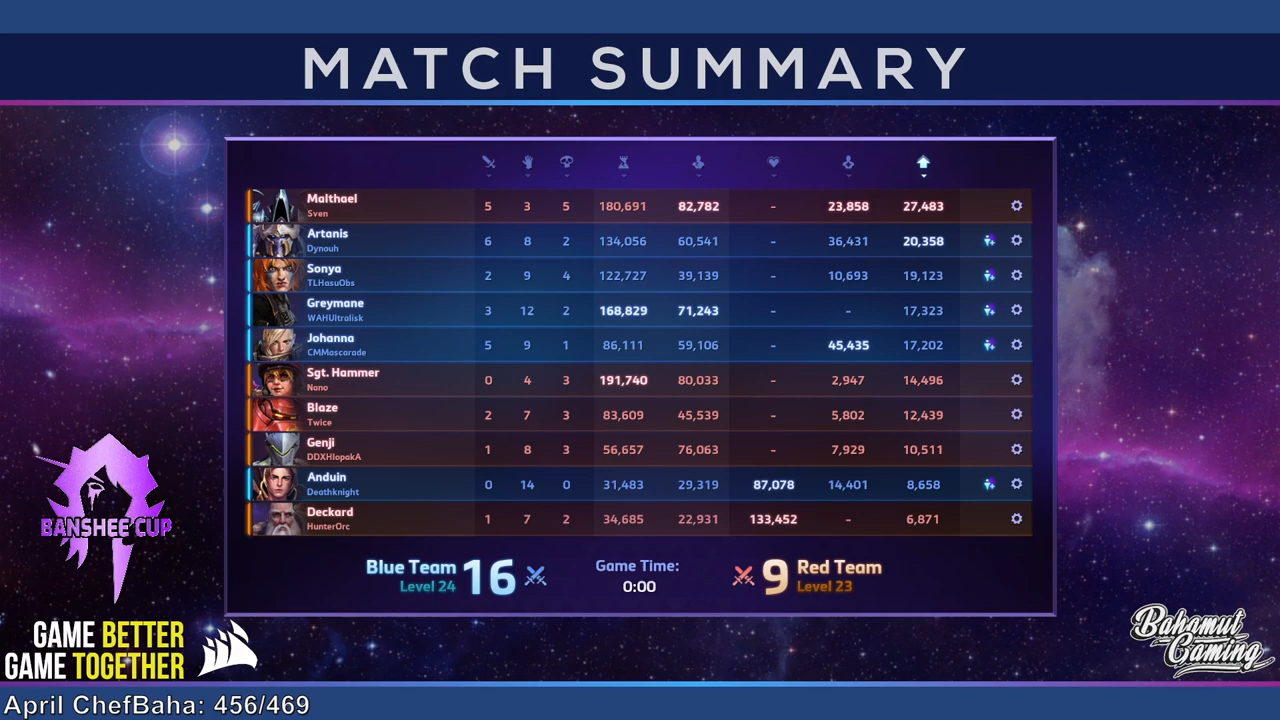 MATCH SUMMARY
Malthael
Sven
5 3 5 180,691 82,782 - 23,858 27,483
Artanis
Dynouh
6 8 2 134,056 60,541 - 36,431 20,358
Sonya
TLHasuObs
2 9 4 122,727 39,139 - 10,693 19,123
Greymane
WAHUltralisk
3 12 2 168,829 71,243 - - 17,323
Johanna
CMMascarade
5 9 1 86,111 59,106 - 45,435 17,202
Sgt. Hammer
Nano
0 4 3 191,740 80,033 - 2,947 14,496
Blaze
Twice
2 7 3 83,609 45,539 - 5,802 12,439
Genji
DDXHlopakA
1 8 3 56,657 76,063 - 7,929 10,511
Anduin
Deathknight
0 14 0 31,483 29,319 87,078 14,401 8,658
Deckard
HunterOrc
1 7 2 34,685 22,931 133,452 - 6,871
Blue Team 16
Level 24
Game Time:
0:00
9 Red Team
Level 23
BANSHEE CUP
GAME BETTER
GAME TOGETHER
Bahamut
Gaming
April ChefBaha: 456/469